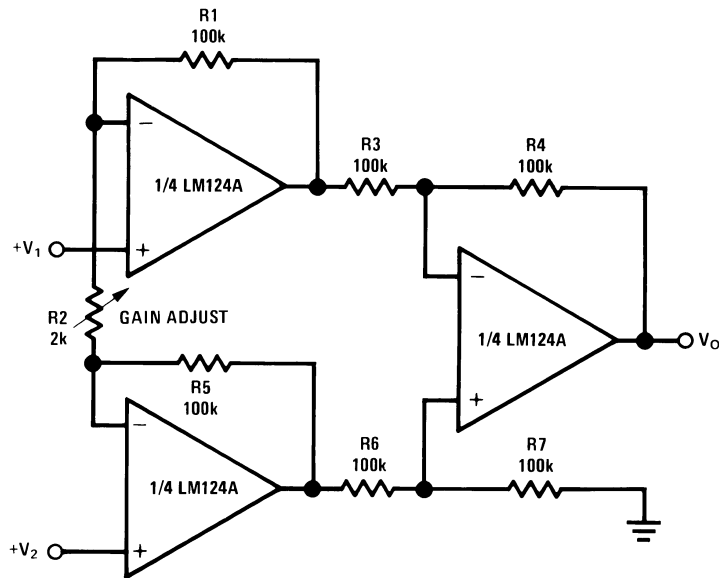 R1
100k
−
1/4 LM124A
+
+V1
R3
100k
R4
100k
R2
2k
GAIN ADJUST
−
1/4 LM124A
+
VO
R5
100k
−
1/4 LM124A
+
+V2
R6
100k
R7
100k